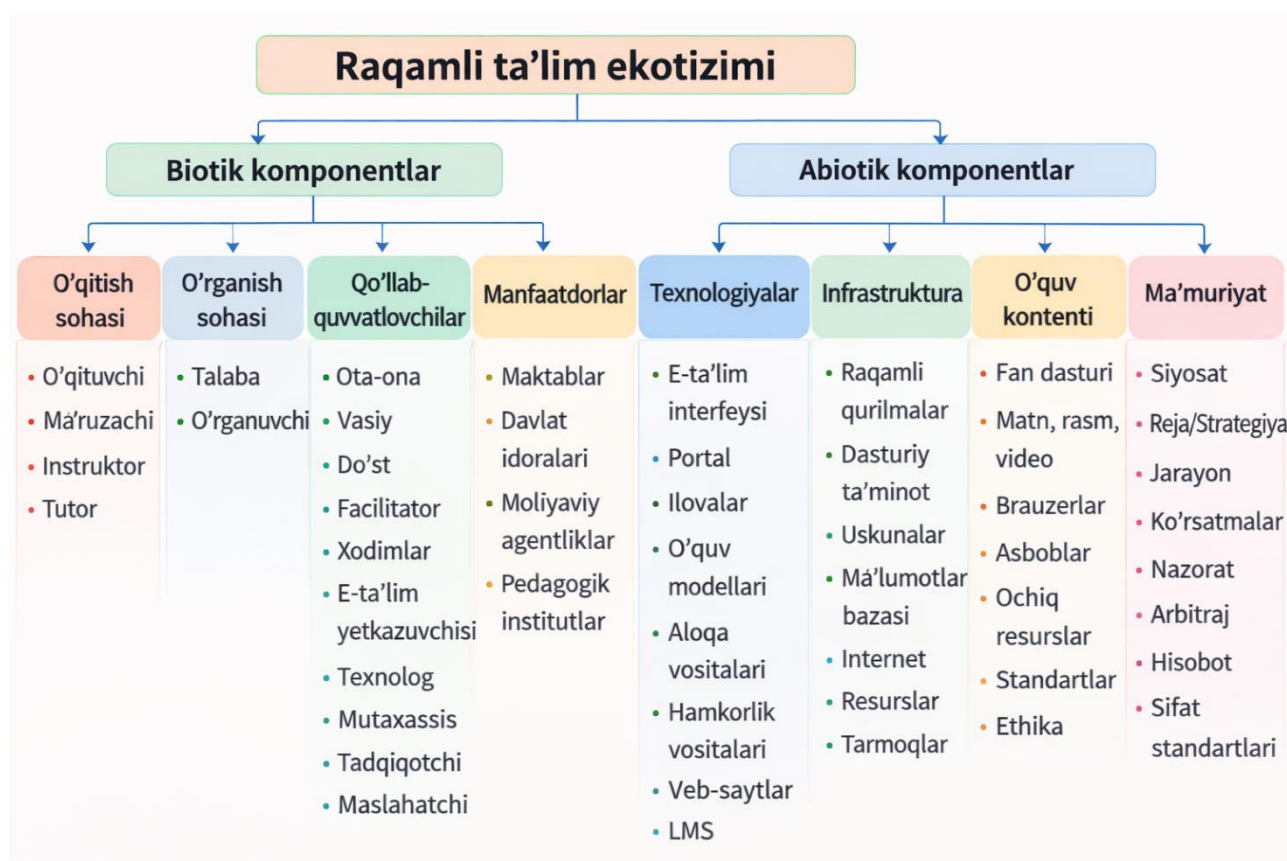 Raqamli ta’lim ekotizimi
Biotik komponentlar
Abiotik komponentlar
O’qitish
sohasi
• O’qituvchi
• Má’ruzachi
• Instruktor
• Tutor
O’rganish
sohasi
• Talaba
• O’rganuvchi
Qo’llab-
quvvatlovchilar
• Ota-ona
• Vasiy
• Do’st
• Facilitator
• Xodimlar
• E-ta’lim
yetkazuvchisi
• Texnolog
• Mutaxassis
• Tadqiqotchi
• Maslahatchi
Manfaatdorlar
• Maktablar
• Davlat
idoralari
• Moliyaviy
agentliklar
• Pedagogik
institutlar
Texnologiyalar
• E-ta’lim
interfeysi
• Portal
• Ilovalar
• O’quv
modellari
• Aloqa
vositalari
• Hamkorlik
vositalari
• Veb-saytlar
• LMS
Infrastruktura
• Raqamli
qurilmalar
• Dasturiy
ta’minot
• Uskunalar
• Má’lumotlar
bazasi
• Internet
• Resurslar
• Tarmoqlar
O’quv
kontenti
• Fan dasturi
• Matn, rasm,
video
• Brauzerlar
• Asboblar
• Ochiq
resurslar
• Standartlar
• Ethika
Ma’muriyat
• Siyosat
• Reja/Strategiya
• Jarayon
• Ko’rsatmalar
• Nazorat
• Arbitraj
• Hisobot
• Sifat
standartlari